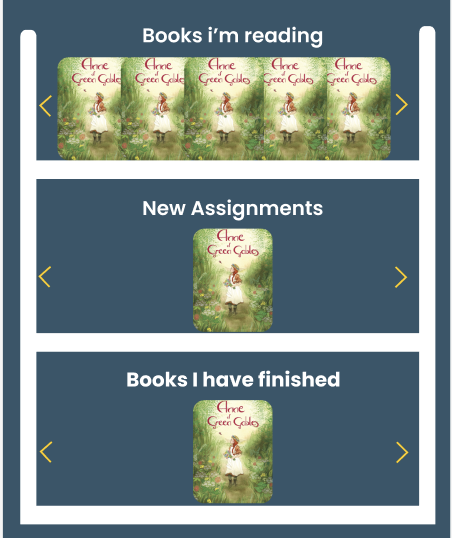 Books i’m reading
Anne
of
Green Gables
Anne
of
Green Gables
Anne
of
Green Gables
Anne
of
Green Gables
Anne
of
Green Gables
New Assignments
Anne
of
Green Gables
Books I have finished
Anne
of
Green Gables